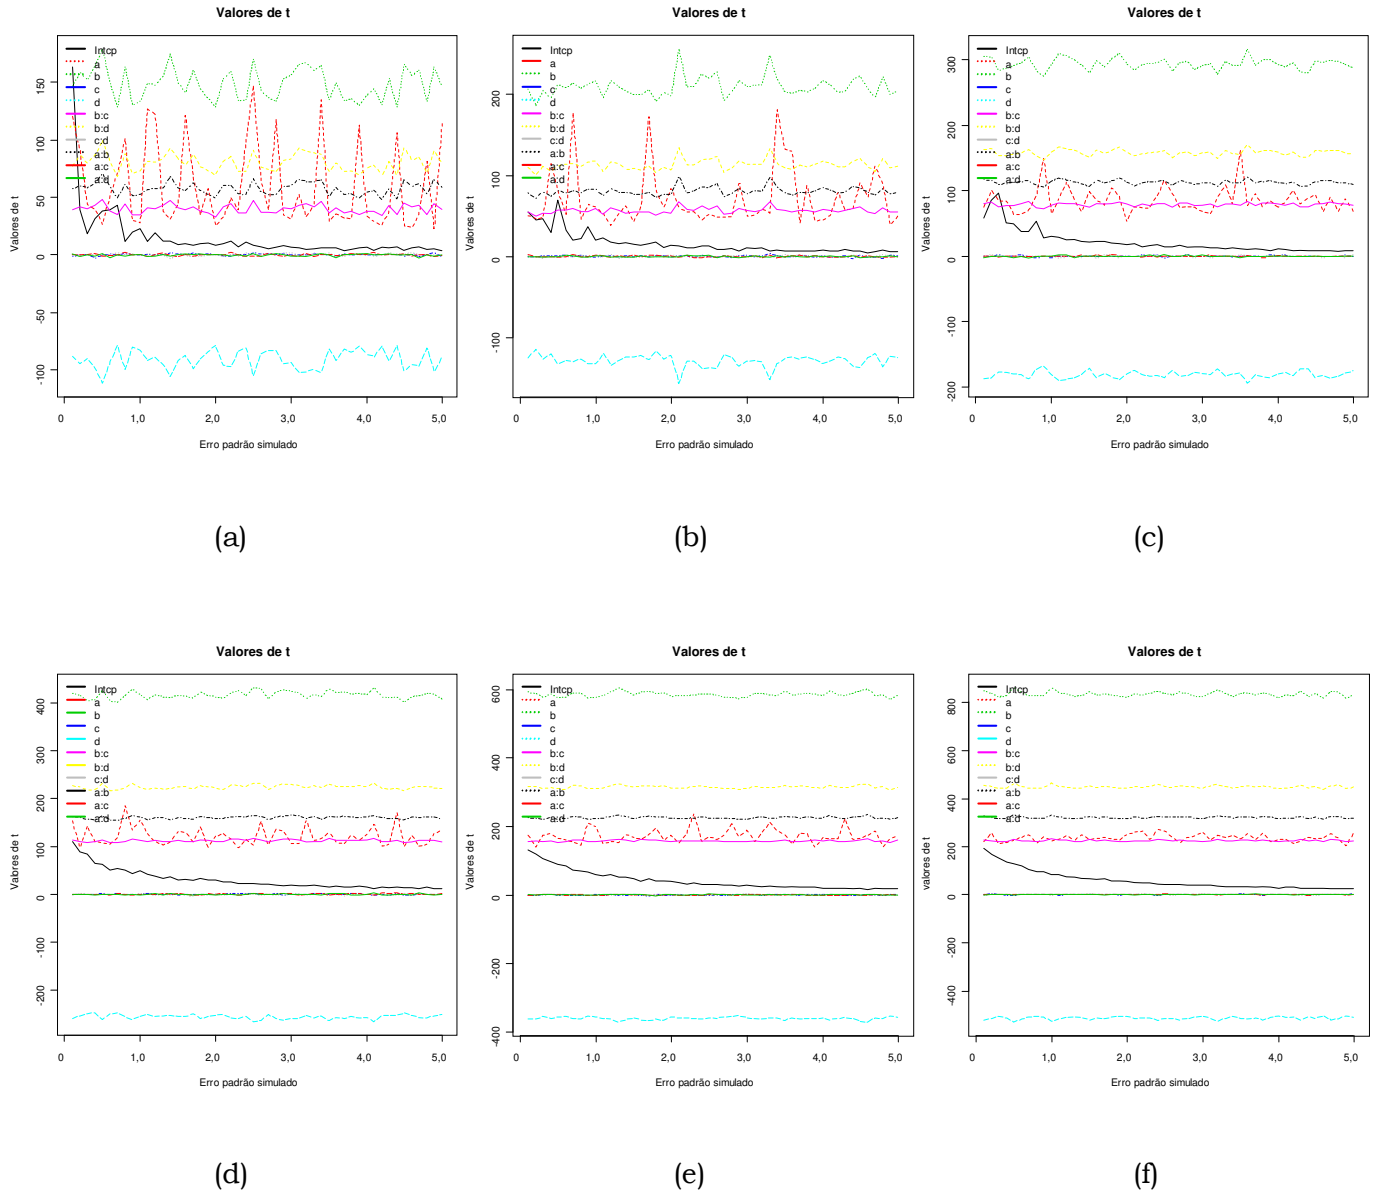 Valores de t
Intcp
a
b
c
d
b:c
b:d
c:d
a:b
a:c
a:d
150
100
50
0
-50
-100
Valores de t
0 1,0 2,0 3,0 4,0 5,0
Erro padrão simulado
(a)
Valores de t
Intcp
a
b
c
d
b:c
b:d
c:d
a:b
a:c
a:d
200
100
0
-100
Valores de t
0 1,0 2,0 3,0 4,0 5,0
Erro padrão simulado
(b)
Valores de t
Intcp
a
b
c
d
b:c
b:d
c:d
a:b
a:c
a:d
300
200
100
0
-100
-200
Valores de t
0 1,0 2,0 3,0 4,0 5,0
Erro padrão simulado
(c)
Valores de t
Intcp
a
b
c
d
b:c
b:d
c:d
a:b
a:c
a:d
400
300
200
100
0
-100
-200
Valores de t
0 1,0 2,0 3,0 4,0 5,0
Erro padrão simulado
(d)
Valores de t
Intcp
a
b
c
d
b:c
b:d
c:d
a:b
a:c
a:d
600
400
200
0
-200
-400
Valores de t
0 1,0 2,0 3,0 4,0 5,0
Erro padrão simulado
(e)
Valores de t
Intcp
a
b
c
d
b:c
b:d
c:d
a:b
a:c
a:d
800
600
400
200
0
-200
-400
valores de t
0 1,0 2,0 3,0 4,0 5,0
Erro padrão simulado
(f)